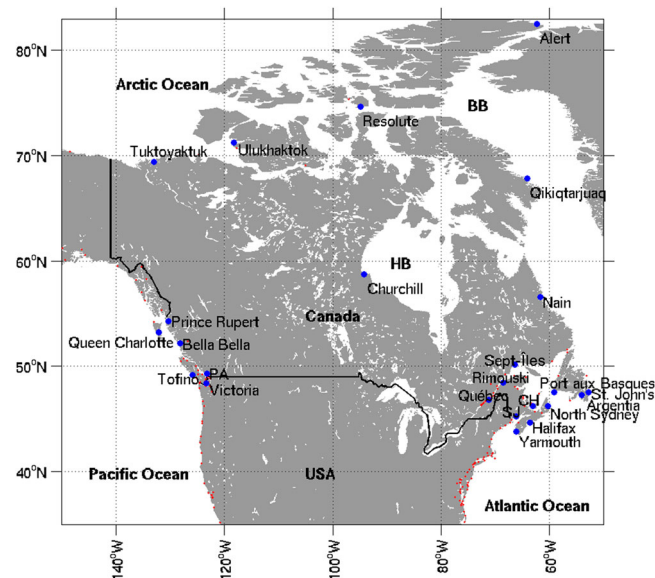 80°N
Alert
Arctic Ocean
BB
Resolute
Tuktoyaktuk
Ulukhaktok
70°N
Qikiqtarjuaq
60°N
HB
Churchill
Nain
Canada
Prince Rupert
Queen Charlotte
Bella Bella
50°N
Sept-Îles
PA
Rimouski
Port aux Basques
Tofino
Victoria
Québec
CH
St. John's
Argentia
SJ
North Sydney
Halifax
Yarmouth
40°N
Pacific Ocean
USA
Atlantic Ocean
140°W
120°W
100°W
80°W
60°W